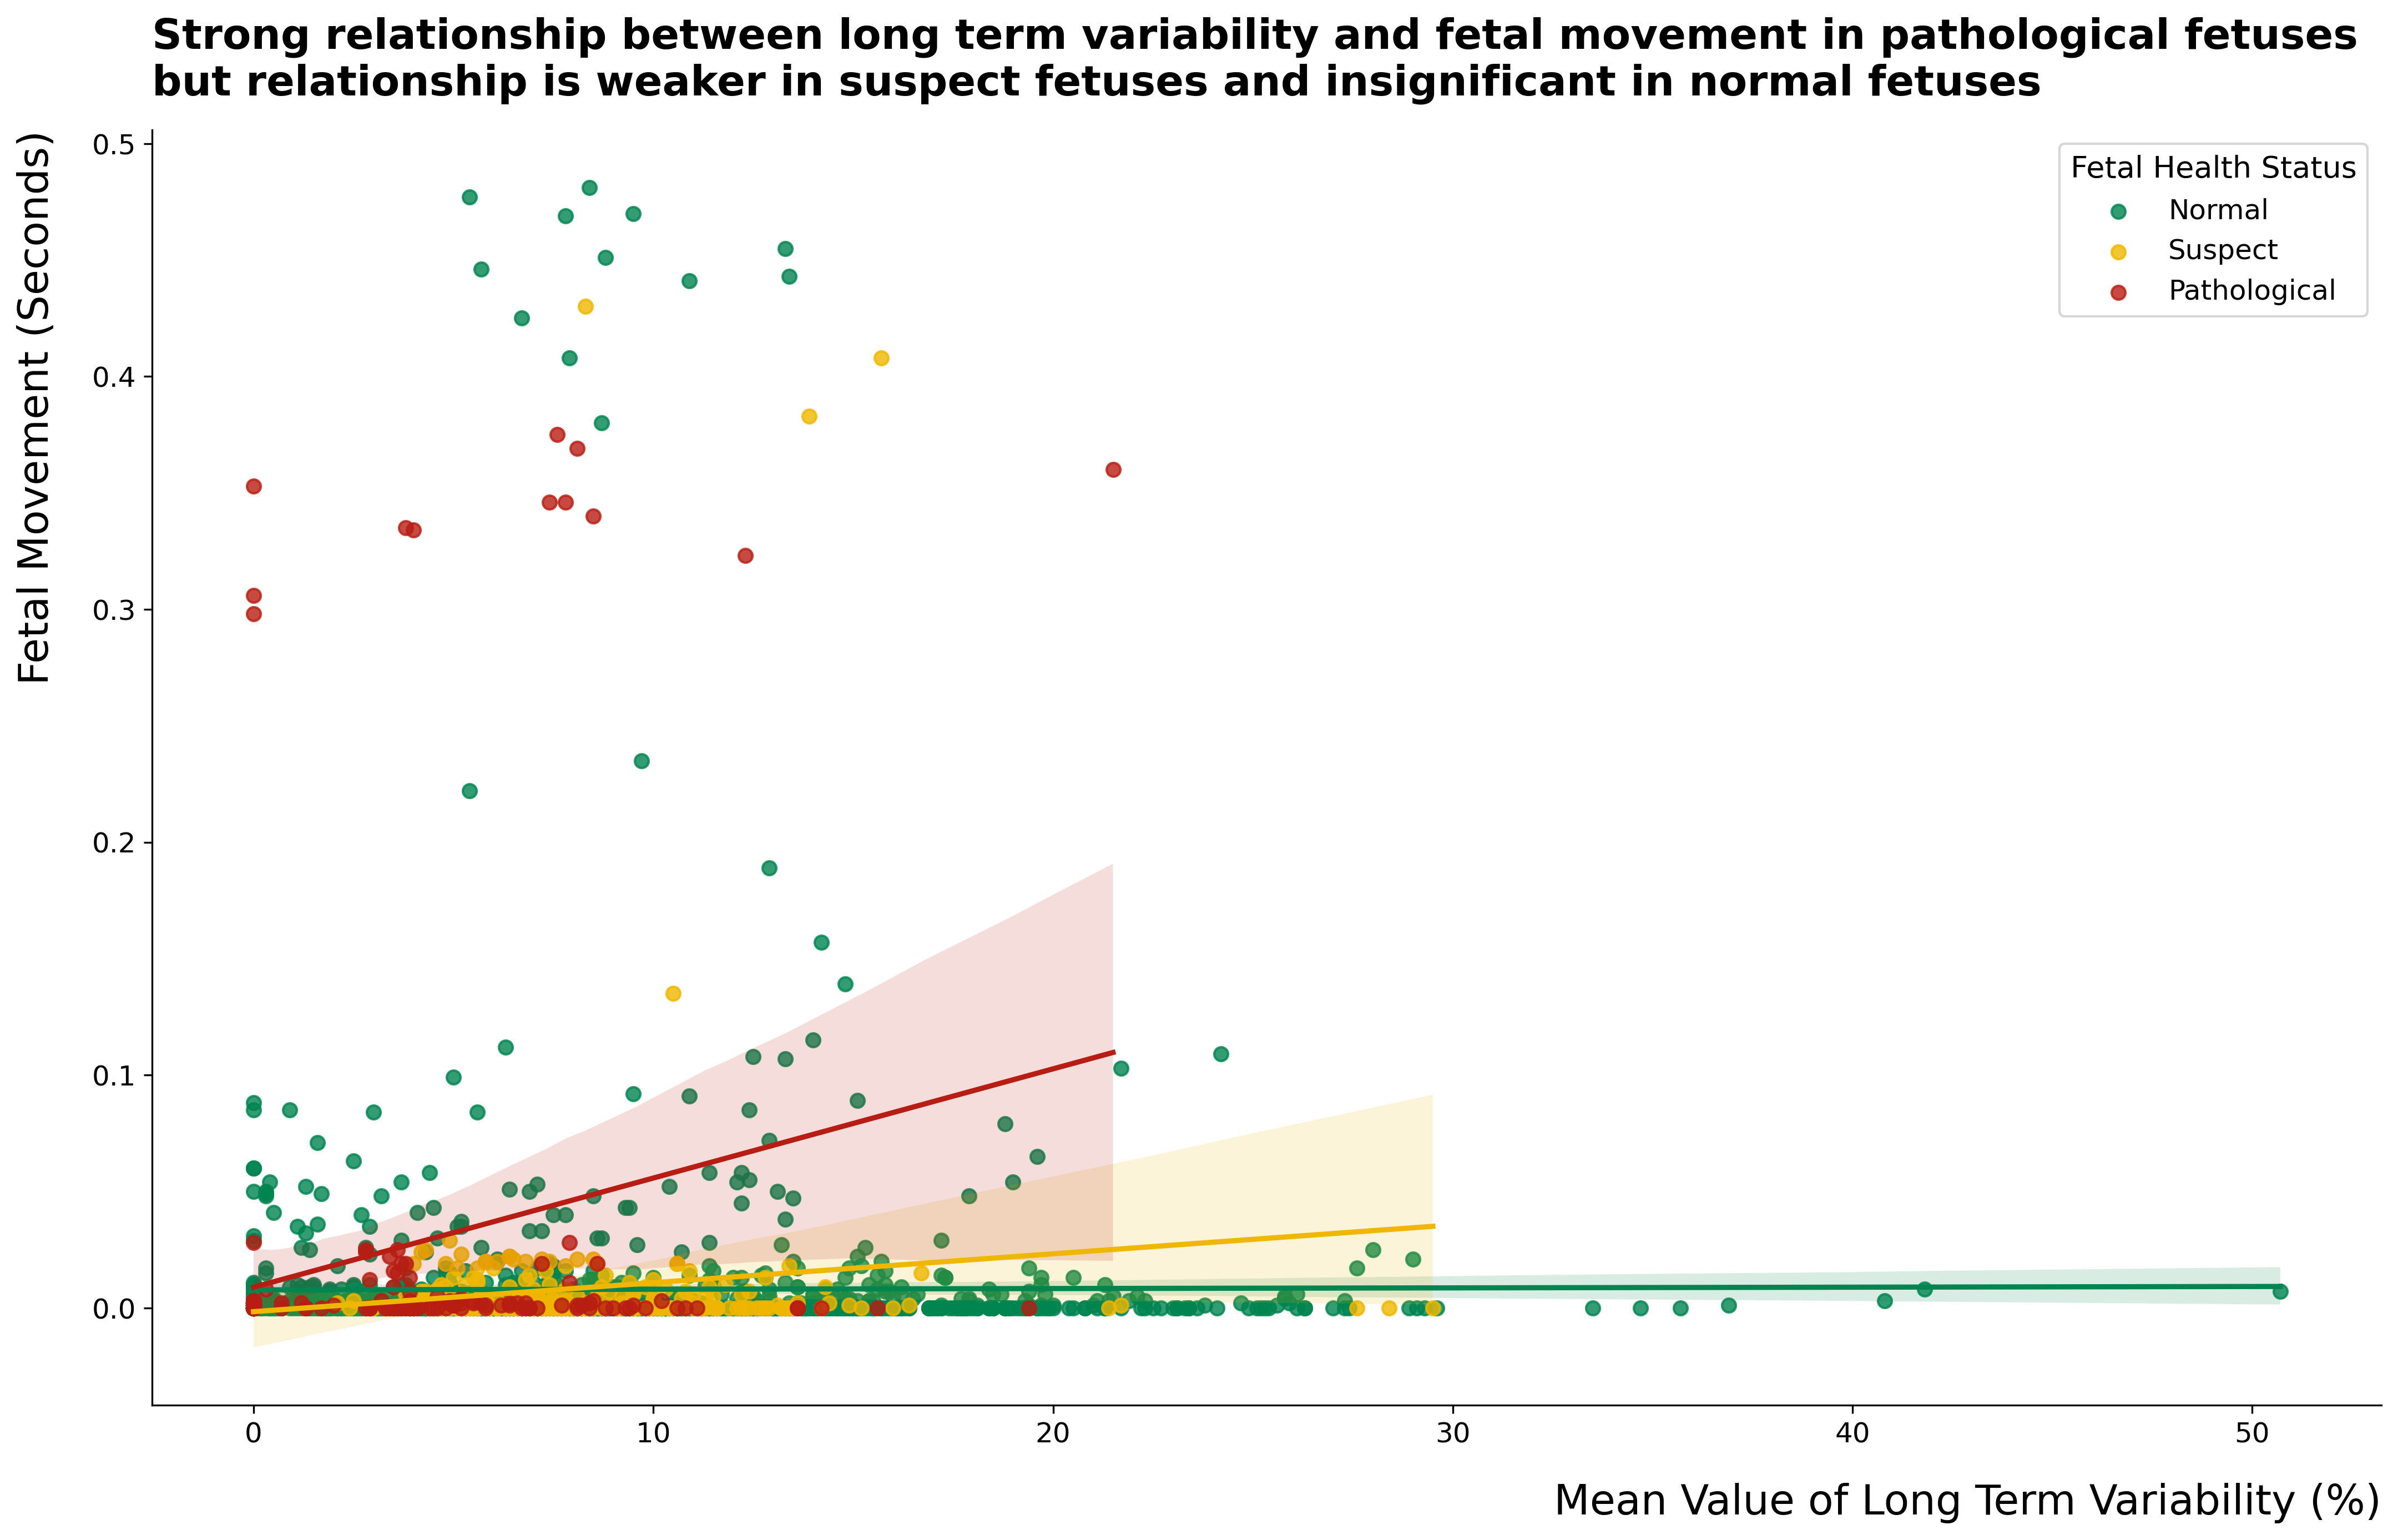 Strong relationship between long term variability and fetal movement in pathological fetuses
but relationship is weaker in suspect fetuses and insignificant in normal fetuses
Fetal Movement (Seconds)
0.5
0.4
0.3
0.2
0.1
0.0
Fetal Health Status
Normal
Suspect
Pathological
0 10 20 30 40 50
Mean Value of Long Term Variability (%)